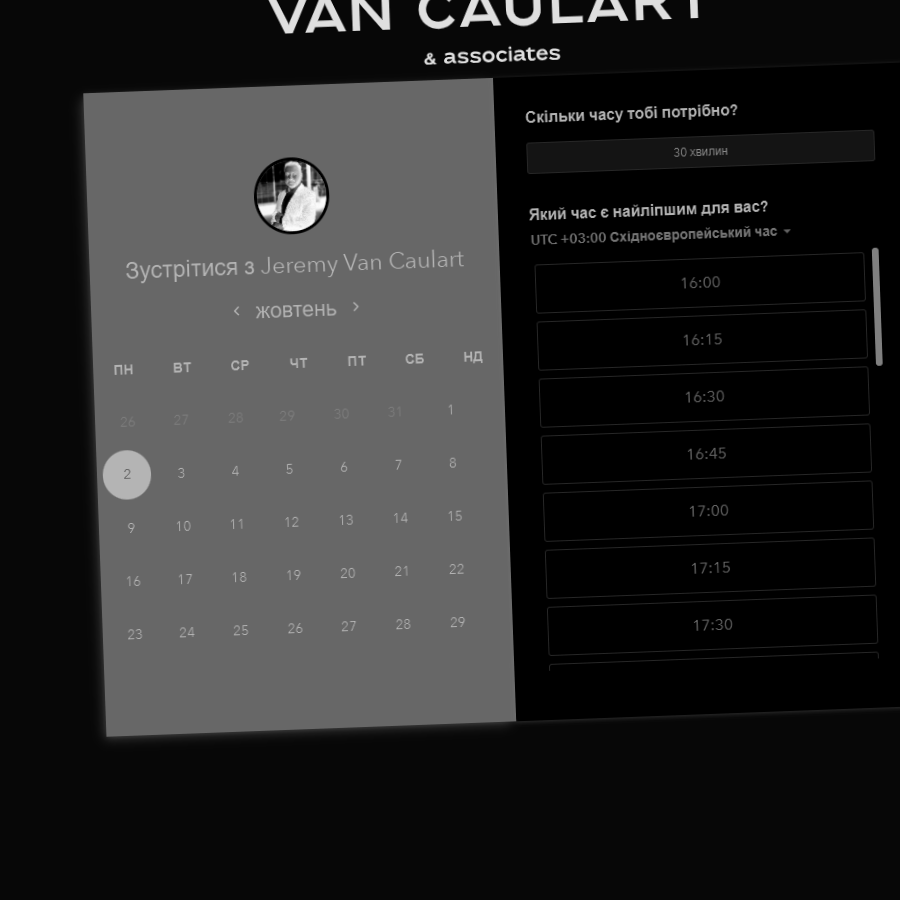 VAN CAULART
& associates
Зустрітися з Jeremy Van Caulart
жовтень
ПН ВТ СР ЧТ ПТ СБ НД
26 27 28 29 30 31 1
2 3 4 5 6 7 8
9 10 11 12 13 14 15
16 17 18 19 20 21 22
23 24 25 26 27 28 29
Скільки часу тобі потрібно?
30 хвилин
Який час є найліпшим для вас?
UTC +03:00 Східноєвропейський час
16:00
16:15
16:30
16:45
17:00
17:15
17:30